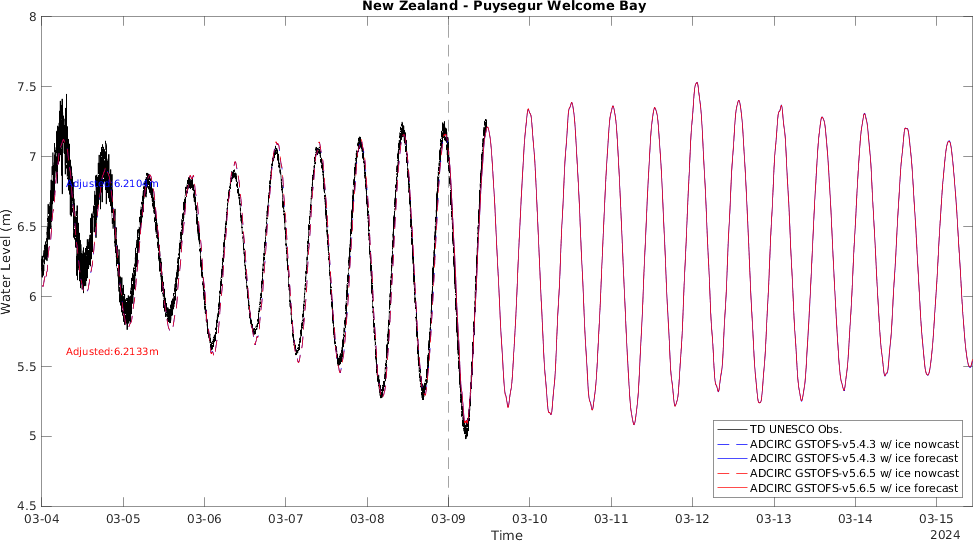 New Zealand - Puysegur Welcome Bay
8
7.5
7
6.5
6
5.5
5
4.5
Water Level (m)
Adjusted:6.2104m
Adjusted:6.2133m
TD UNESCO Obs.
ADCIRC GSTOFS-v5.4.3 w/ ice nowcast
ADCIRC GSTOFS-v5.4.3 w/ ice forecast
ADCIRC GSTOFS-v5.6.5 w/ ice nowcast
ADCIRC GSTOFS-v5.6.5 w/ ice forecast
03-04 03-05 03-06 03-07 03-08 03-09 03-10 03-11 03-12 03-13 03-14 03-15
Time
2024